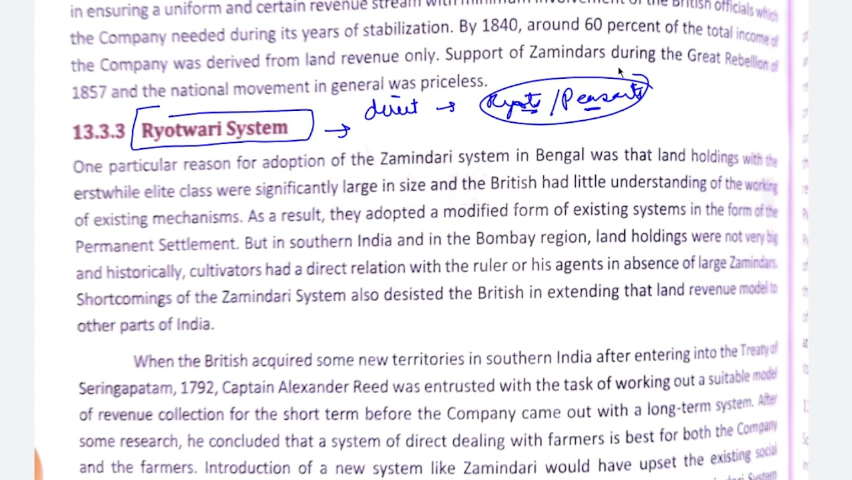 in ensuring a uniform and certain revenue stream with minimum involvement of the British officials which
the Company needed during its years of stabilization. By 1840, around 60 percent of the total income of
the Company was derived from land revenue only. Support of Zamindars during the Great Rebellion of
1857 and the national movement in general was priceless.
direct → Ryots / Peasants
13.3.3 Ryotwari System →
One particular reason for adoption of the Zamindari system in Bengal was that land holdings with the
erstwhile elite class were significantly large in size and the British had little understanding of the working
of existing mechanisms. As a result, they adopted a modified form of existing systems in the form of the
Permanent Settlement. But in southern India and in the Bombay region, land holdings were not very big
and historically, cultivators had a direct relation with the ruler or his agents in absence of large Zamindars.
Shortcomings of the Zamindari System also desisted the British in extending that land revenue model to
other parts of India.
When the British acquired some new territories in southern India after entering into the Treaty of
Seringapatam, 1792, Captain Alexander Reed was entrusted with the task of working out a suitable model
of revenue collection for the short term before the Company came out with a long-term system. After
some research, he concluded that a system of direct dealing with farmers is best for both the Company
and the farmers. Introduction of a new system like Zamindari would have upset the existing social
System